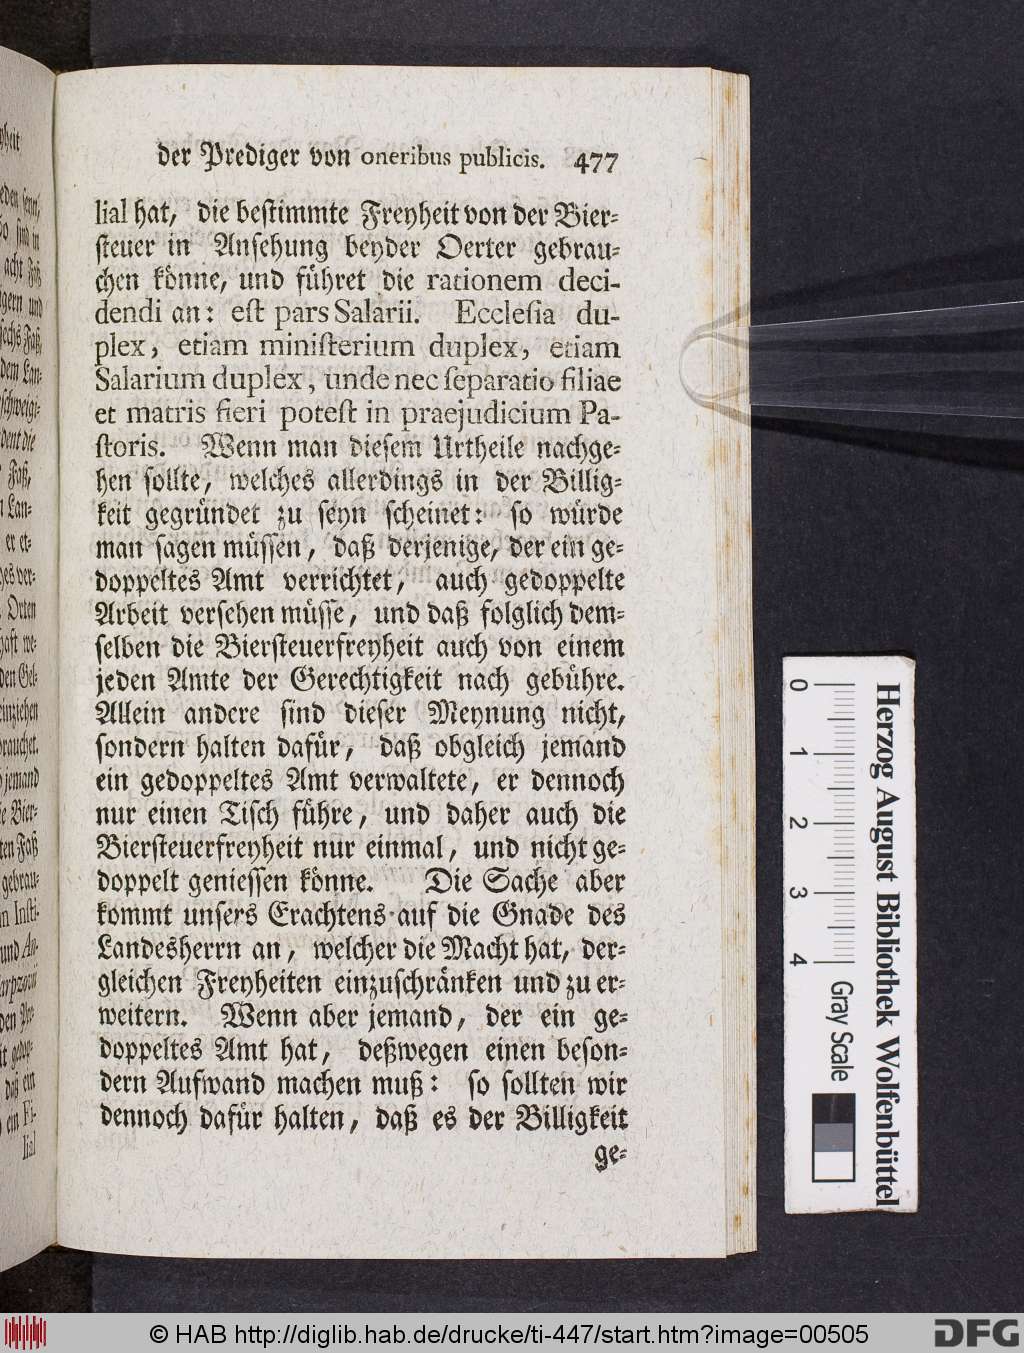 der Prediger von oneribus publicis. 477
lial hat, die bestimmte Freyheit von der Bier-
steuer in Ansehung beyder Oerter gebrau-
chen könne, und führet die rationem deci-
dendi an: est pars Salarii. Ecclesia du-
plex, etiam ministerium duplex, etiam
Salarium duplex, unde nec separatio filiae
et matris fieri potest in praejudicium Pa-
storis. Wenn man diesem Urtheile nachge-
hen sollte, welches allerdings in der Billig-
keit gegründet zu seyn scheinet: so würde
man sagen müssen, daß derjenige, der ein ge-
doppeltes Amt verrichtet, auch gedoppelte
Arbeit versehen müsse, und daß folglich dem-
selben die Biersteuerfreyheit auch von einem
jeden Amte der Gerechtigkeit nach gebühre.
Allein andere sind dieser Meynung nicht,
sondern halten dafür, daß obgleich jemand
ein gedoppeltes Amt verwaltete, er dennoch
nur einen Tisch führe, und daher auch die
Biersteuerfreyheit nur einmal, und nicht ge-
doppelt geniessen könne. Die Sache aber
kommt unsers Erachtens auf die Gnade des
Landesherrn an, welcher die Macht hat, der-
gleichen Freyheiten einzuschränken und zu er-
weitern. Wenn aber jemand, der ein ge-
doppeltes Amt hat, deßwegen einen beson-
dern Aufwand machen muß: so sollten wir
dennoch dafür halten, daß es der Billigkeit
ge-
0 1 2 3 4
Gray Scale
Herzog August Bibliothek Wolfenbüttel
© HAB http://diglib.hab.de/drucke/ti-447/start.htm?image=00505
DFG